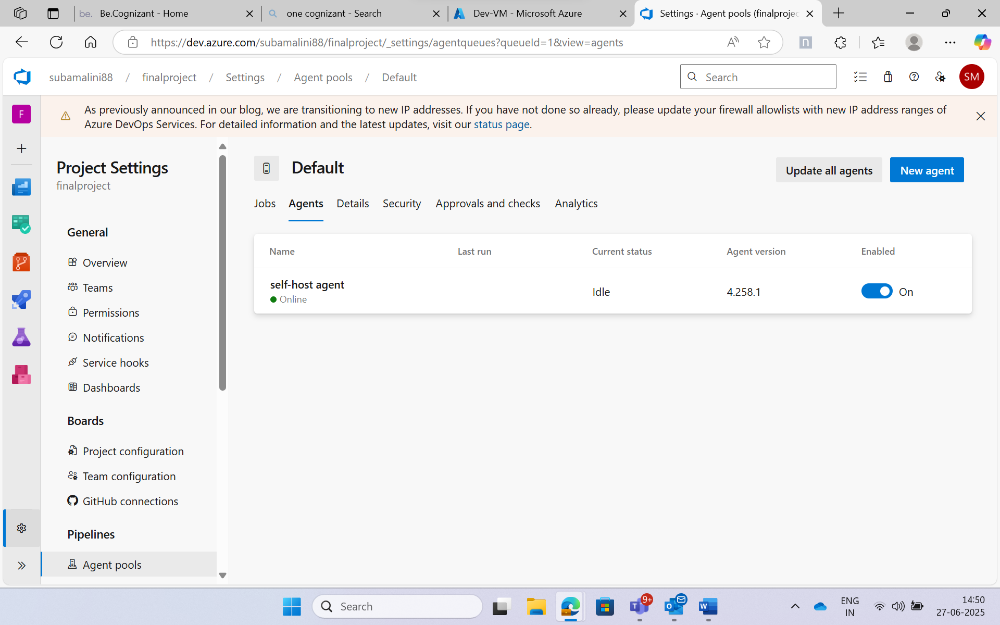 be. Be.Cognizant - Home
one cognizant - Search
Dev-VM - Microsoft Azure
Settings · Agent pools (finalprojec
https://dev.azure.com/subamalini88/finalproject/_settings/agentqueues?queueId=1&view=agents
n
subamalini88 / finalproject / Settings / Agent pools / Default
Search
SM
F
As previously announced in our blog, we are transitioning to new IP addresses. If you have not done so already, please update your firewall allowlists with new IP address ranges of
Azure DevOps Services. For detailed information and the latest updates, visit our status page.
Project Settings
finalproject
General
Overview
Teams
Permissions
Notifications
Service hooks
Dashboards
Boards
Project configuration
Team configuration
GitHub connections
Pipelines
Agent pools
Default
Update all agents
New agent
Jobs Agents Details Security Approvals and checks Analytics
Name Last run Current status Agent version Enabled
self-host agent
Online
Idle 4.258.1 On
Search
T
9+
O
W
ENG
IN
14:50
27-06-2025